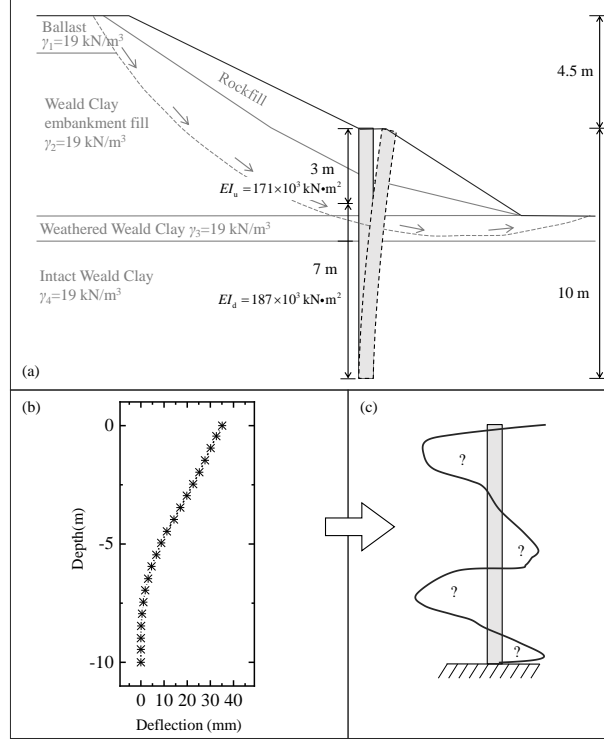 Ballast
γ₁=19 kN/m³
Rockfill
4.5 m
Weald Clay
embankment fill
γ₂=19 kN/m³
3 m
EIᵤ=171×10³ kN•m²
Weathered Weald Clay γ₃=19 kN/m³
7 m
Intact Weald Clay
γ₄=19 kN/m³
EI_d=187×10³ kN•m²
10 m
(a)
(b)
0
-5
-10
Depth(m)
0 10 20 30 40
Deflection (mm)
(c)
?
?
?
?